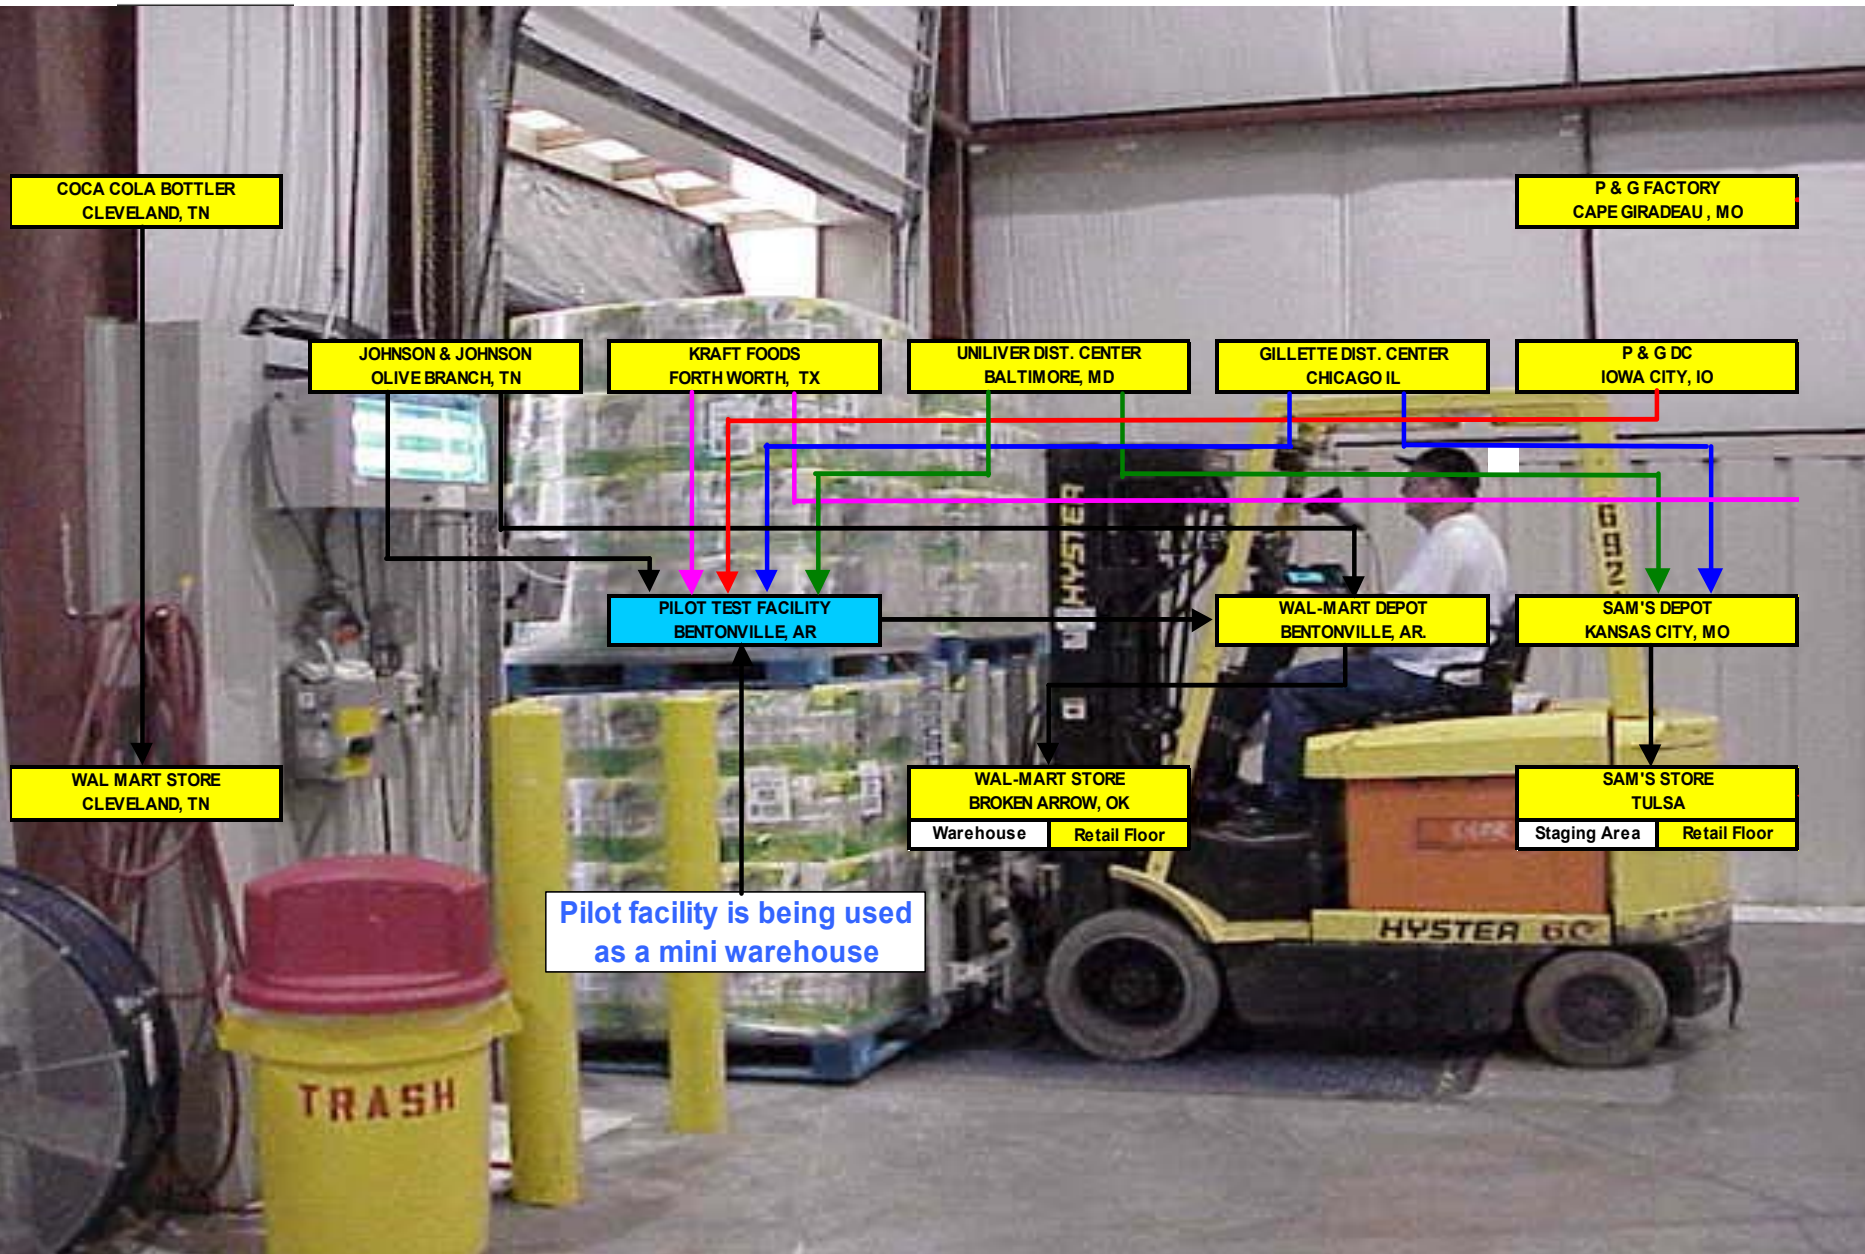 COCA COLA BOTTLER
CLEVELAND, TN
P & G FACTORY
CAPE GIRADEAU , MO
JOHNSON & JOHNSON
OLIVE BRANCH, TN
KRAFT FOODS
FORTH WORTH, TX
UNILIVER DIST. CENTER
BALTIMORE, MD
GILLETTE DIST. CENTER
CHICAGO IL
P & G DC
IOWA CITY, IO
HYSTER
PILOT TEST FACILITY
BENTONVILLE, AR
WAL-MART DEPOT
BENTONVILLE, AR.
SAM'S DEPOT
KANSAS CITY, MO
WAL MART STORE
CLEVELAND, TN
WAL-MART STORE
BROKEN ARROW, OK
Warehouse
Retail Floor
SAM'S STORE
TULSA
Staging Area
Retail Floor
Pilot facility is being used
as a mini warehouse
HYSTER 60
TRASH